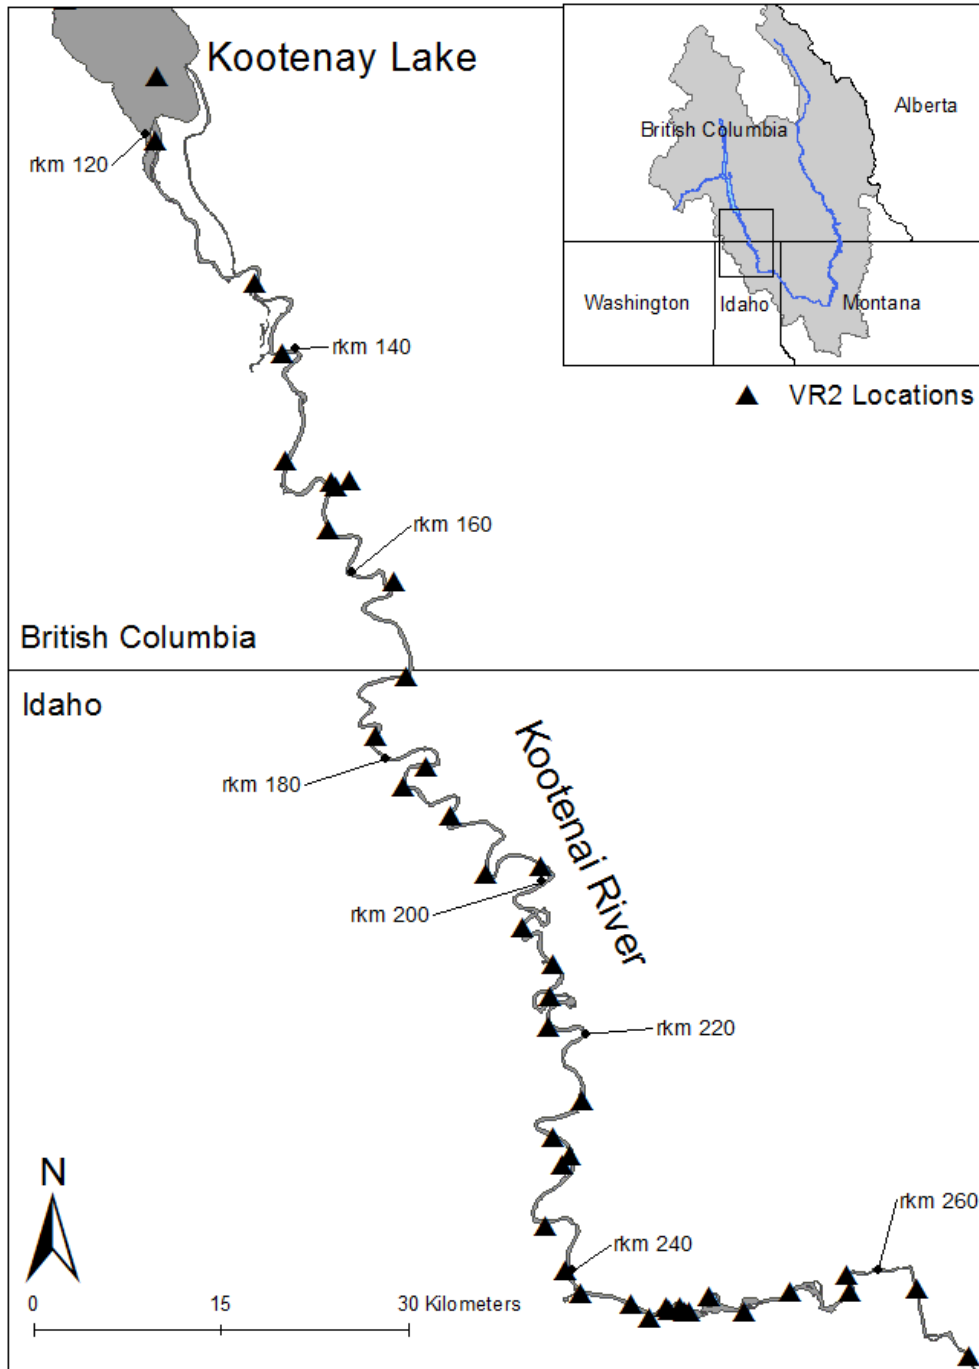 Kootenay Lake
rkm 120
Alberta
British Columbia
Washington
Idaho
Montana
VR2 Locations
rkm 140
rkm 160
British Columbia
Idaho
Kootenai River
rkm 180
rkm 200
rkm 220
N
rkm 260
rkm 240
0 15 30 Kilometers